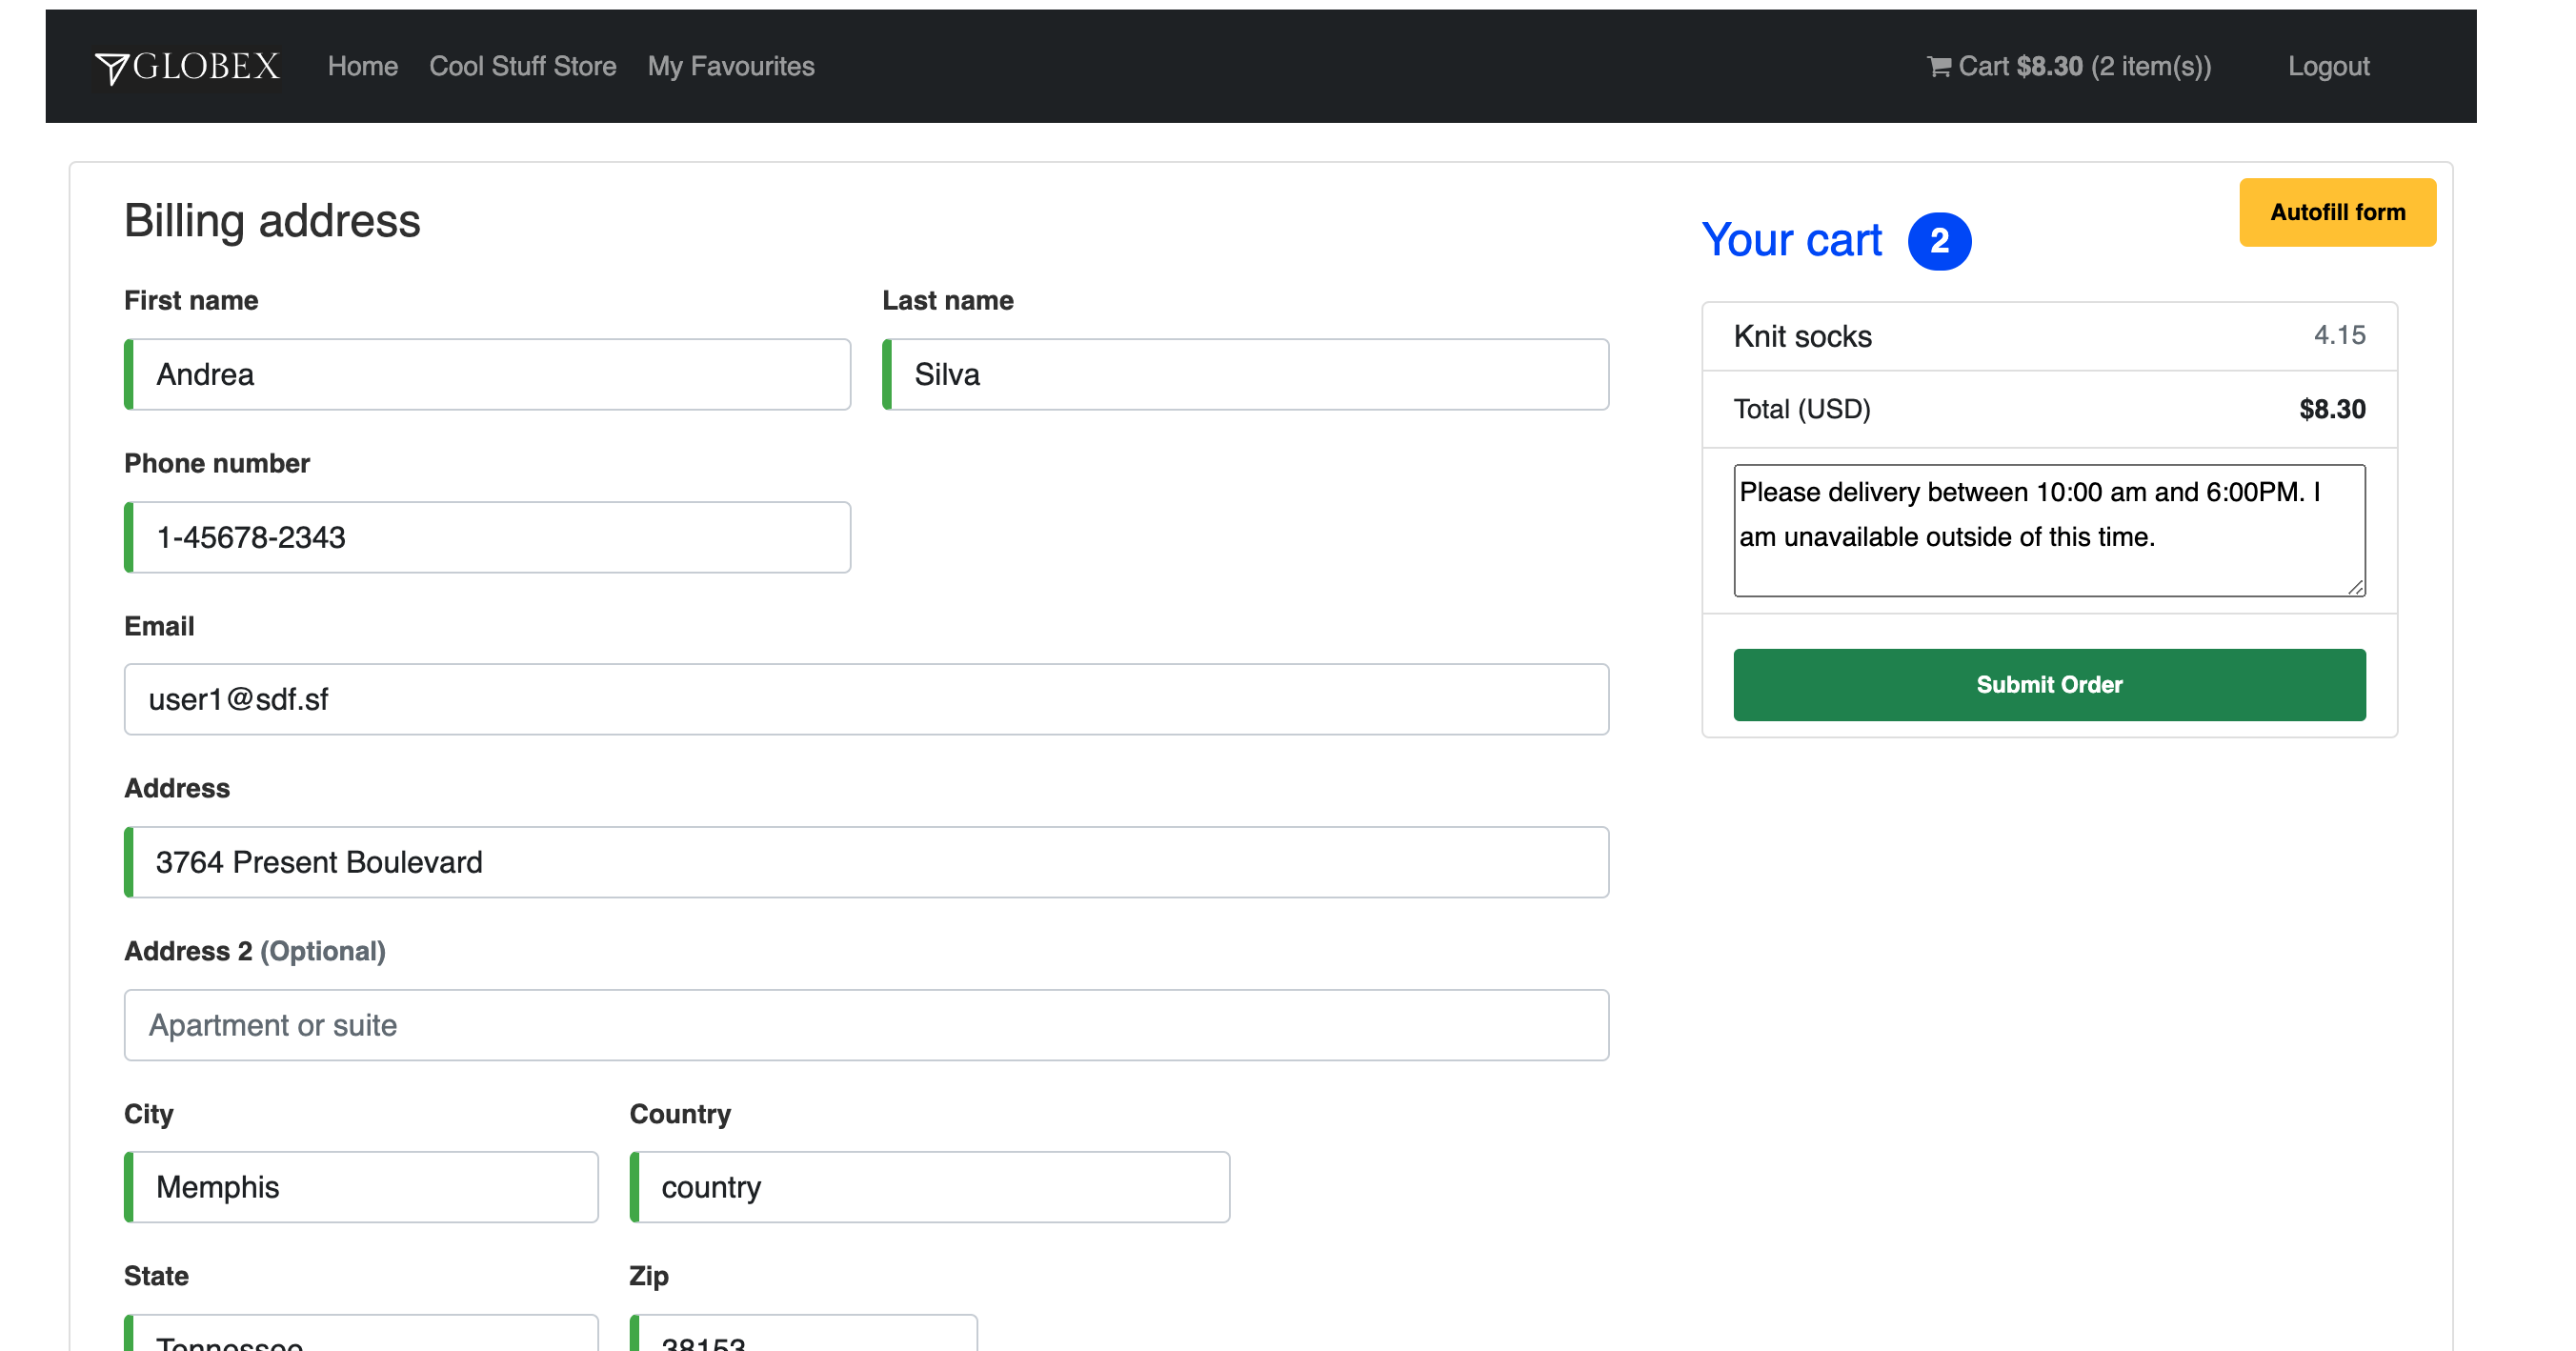 GLOBEX Home Cool Stuff Store My Favourites Cart $8.30 (2 item(s)) Logout
Billing address
First name Last name
Andrea Silva
Phone number
1-45678-2343
Email
user1@sdf.sf
Address
3764 Present Boulevard
Address 2 (Optional)
Apartment or suite
City Country
Memphis country
State Zip
Tennessee 38153
Autofill form
Your cart 2
Knit socks 4.15
Total (USD) $8.30
Please delivery between 10:00 am and 6:00PM. I
am unavailable outside of this time.
Submit Order